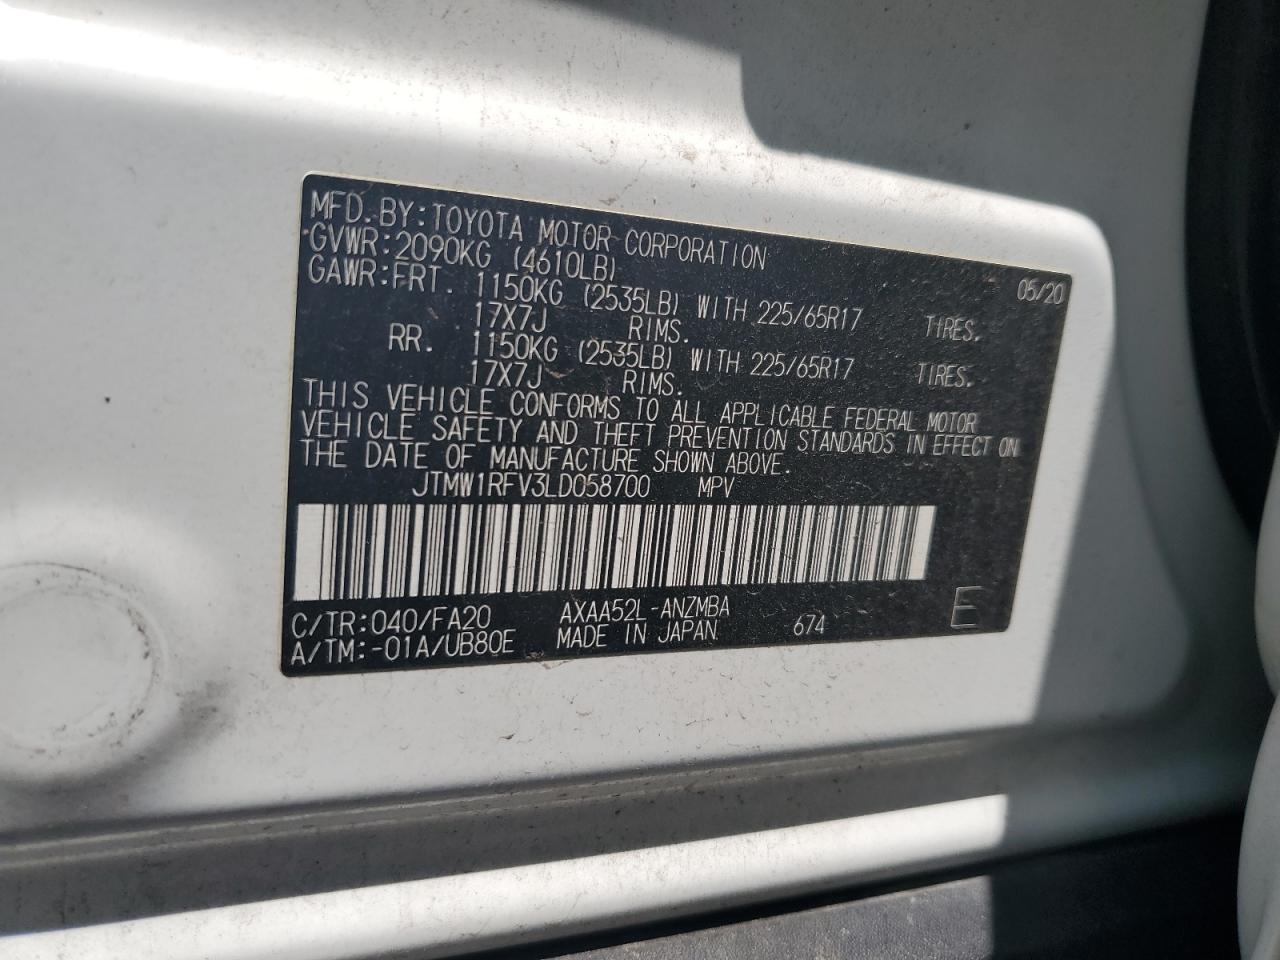 MFD. BY: TOYOTA MOTOR CORPORATION 05/20
GVWR: 2090KG (4610LB)
GAWR: FRT. 1150KG (2535LB) WITH 225/65R17 TIRES.
17X7J RIMS.
RR. 1150KG (2535LB) WITH 225/65R17 TIRES.
17X7J RIMS.
THIS VEHICLE CONFORMS TO ALL APPLICABLE FEDERAL MOTOR
VEHICLE SAFETY AND THEFT PREVENTION STANDARDS IN EFFECT ON
THE DATE OF MANUFACTURE SHOWN ABOVE.
JTMW1RFV3LD058700 MPV
C/TR: 040/FA20 AXAA52L-ANZMBA
A/TM: -01A/UB80E MADE IN JAPAN 674 E